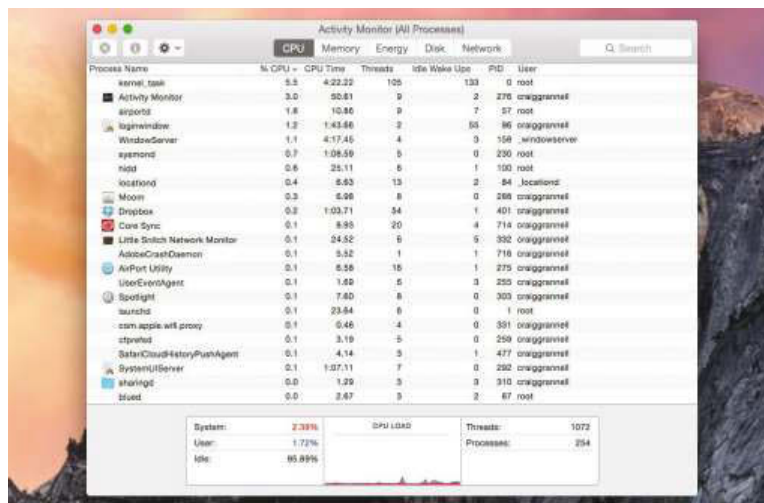 Activity Monitor (All Processes)
CPU Memory Energy Disk Network Search
Process Name % CPU CPU Time Threads Idle Wake Ups PID User
kernel_task 5.5 4:22.22 105 133 0 root
Activity Monitor 3.0 50.61 9 2 276 craiggrannell
airportd 1.8 10.86 9 7 57 root
loginwindow 1.2 1:43.66 2 55 96 craiggrannell
WindowServer 1.1 4:17.45 4 3 158 _windowserver
sysmond 0.7 1:08.59 5 0 230 root
hidd 0.6 25.11 6 1 100 root
locationd 0.4 6.63 13 2 84 _locationd
Moom 0.3 6.98 8 0 288 craiggrannell
Dropbox 0.2 1:03.71 54 1 401 craiggrannell
Core Sync 0.1 8.93 20 4 714 craiggrannell
Little Snitch Network Monitor 0.1 24.52 6 5 332 craiggrannell
AdobeCrashDaemon 0.1 5.52 1 1 716 craiggrannell
AirPort Utility 0.1 6.58 16 1 275 craiggrannell
UserEventAgent 0.1 1.69 6 3 255 craiggrannell
Spotlight 0.1 7.60 8 0 303 craiggrannell
launchd 0.1 23.64 6 0 1 root
com.apple.wifi.proxy 0.1 0.46 4 0 331 craiggrannell
cfprefsd 0.1 3.19 5 0 259 craiggrannell
SafariCloudHistoryPushAgent 0.1 4.14 3 1 477 craiggrannell
SystemUIServer 0.1 1:07.11 7 0 292 craiggrannell
sharingd 0.0 1.29 3 3 310 craiggrannell
blued 0.0 2.67 3 2 67 root
System: 2.39% CPU LOAD Threads: 1072
User: 1.72% Processes: 254
Idle: 95.89%